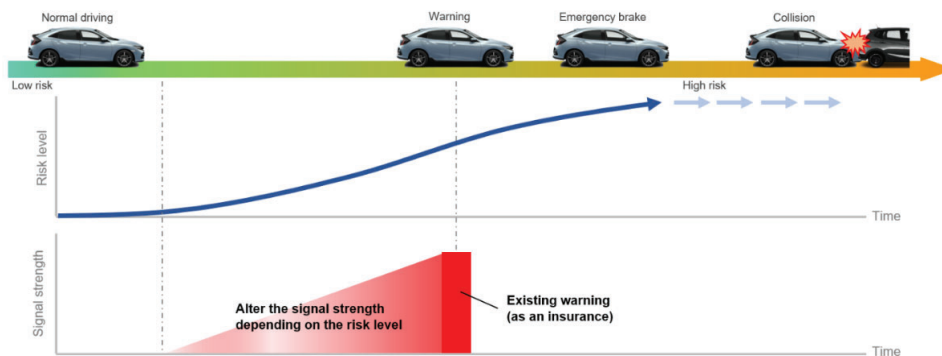 Normal driving
Warning
Emergency brake
Collision
Low risk
High risk
Risk level
Time
Signal strength
Alter the signal strength
depending on the risk level
Existing warning
(as an insurance)
Time